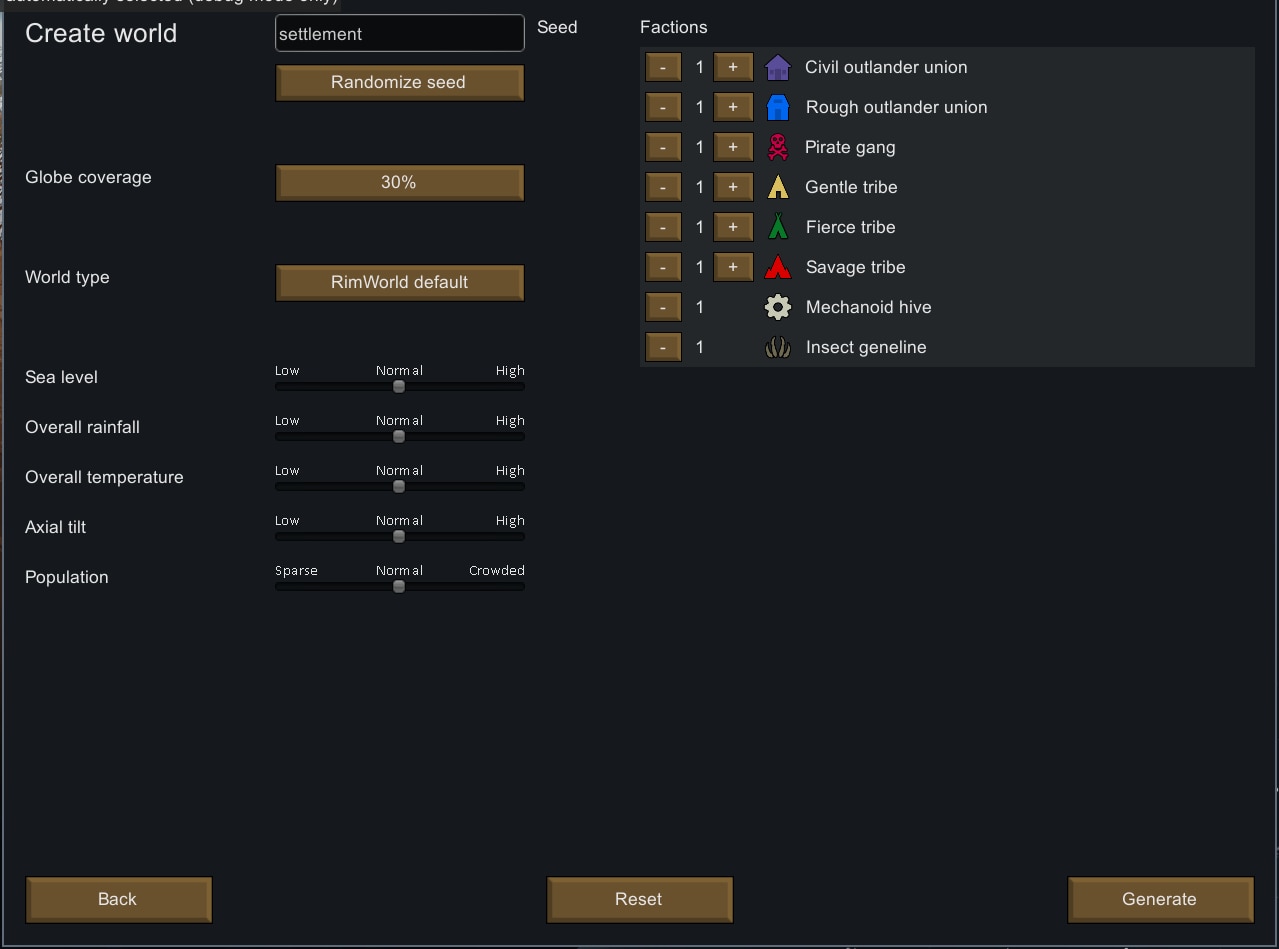 automatically selected (debug mode only)
Create world
settlement
Seed
Randomize seed
Globe coverage
30%
World type
RimWorld default
Sea level
Low Normal High
Overall rainfall
Low Normal High
Overall temperature
Low Normal High
Axial tilt
Low Normal High
Population
Sparse Normal Crowded
Factions
- 1 + Civil outlander union
- 1 + Rough outlander union
- 1 + Pirate gang
- 1 + Gentle tribe
- 1 + Fierce tribe
- 1 + Savage tribe
- 1 Mechanoid hive
- 1 Insect geneline
Back
Reset
Generate